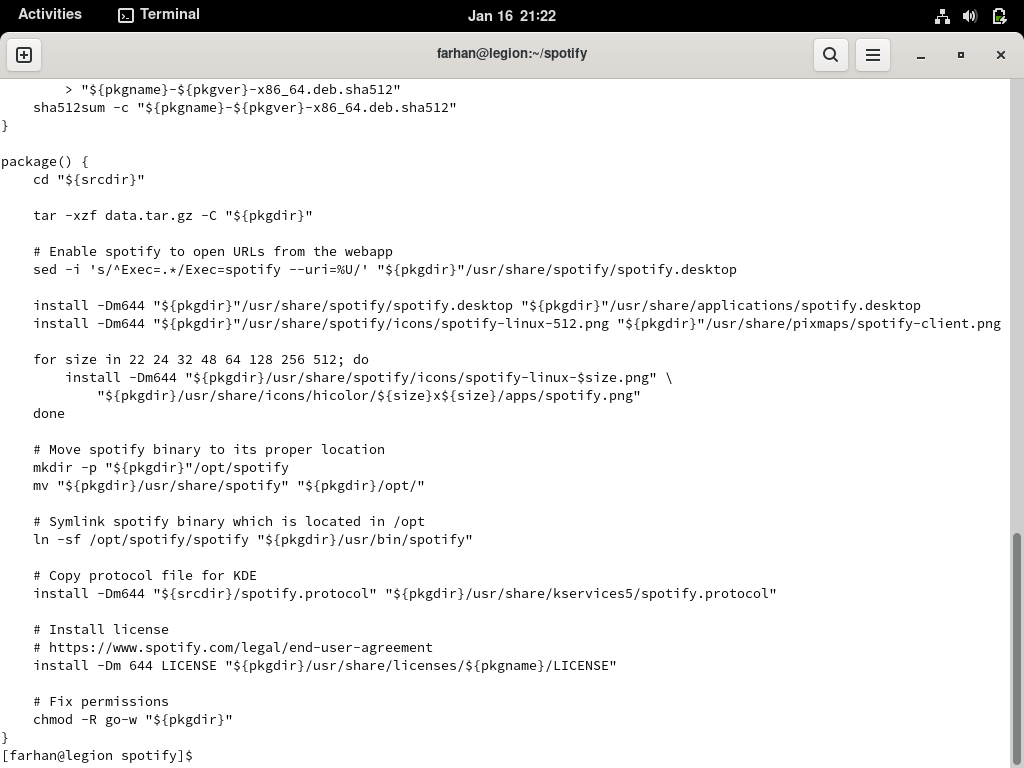 Activities Terminal Jan 16 21:22
farhan@legion:~/spotify
        > "${pkgname}-${pkgver}-x86_64.deb.sha512"
    sha512sum -c "${pkgname}-${pkgver}-x86_64.deb.sha512"
}

package() {
    cd "${srcdir}"

    tar -xzf data.tar.gz -C "${pkgdir}"

    # Enable spotify to open URLs from the webapp
    sed -i 's/^Exec=.*/Exec=spotify --uri=%U/' "${pkgdir}"/usr/share/spotify/spotify.desktop

    install -Dm644 "${pkgdir}"/usr/share/spotify/spotify.desktop "${pkgdir}"/usr/share/applications/spotify.desktop
    install -Dm644 "${pkgdir}"/usr/share/spotify/icons/spotify-linux-512.png "${pkgdir}"/usr/share/pixmaps/spotify-client.png

    for size in 22 24 32 48 64 128 256 512; do
        install -Dm644 "${pkgdir}/usr/share/spotify/icons/spotify-linux-$size.png" \
            "${pkgdir}/usr/share/icons/hicolor/${size}x${size}/apps/spotify.png"
    done

    # Move spotify binary to its proper location
    mkdir -p "${pkgdir}"/opt/spotify
    mv "${pkgdir}/usr/share/spotify" "${pkgdir}/opt/"

    # Symlink spotify binary which is located in /opt
    ln -sf /opt/spotify/spotify "${pkgdir}/usr/bin/spotify"

    # Copy protocol file for KDE
    install -Dm644 "${srcdir}/spotify.protocol" "${pkgdir}/usr/share/kservices5/spotify.protocol"

    # Install license
    # https://www.spotify.com/legal/end-user-agreement
    install -Dm 644 LICENSE "${pkgdir}/usr/share/licenses/${pkgname}/LICENSE"

    # Fix permissions
    chmod -R go-w "${pkgdir}"
}
[farhan@legion spotify]$